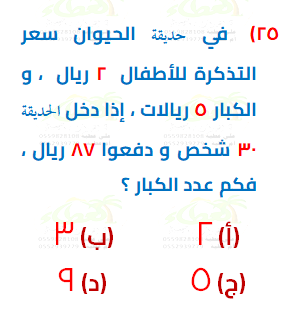 ٢٥) في حديقة الحيوان سعر
التذكرة للأطفال ٢ ريال ، و
الكبار ٥ ريالات ، إذا دخل الحديقة
٣٠ شخص و دفعوا ٨٧ ريال ،
فكم عدد الكبار ؟
(أ) ٢ (ب) ٣
(ج) ٥ (د) ٩